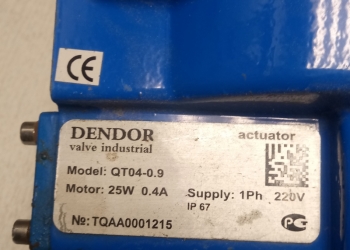 CE
DENDOR
valve industrial
actuator
Model: QT04-0.9
Motor: 25W 0.4A
Supply: 1Ph 220V
IP 67
№: TQAA0001215